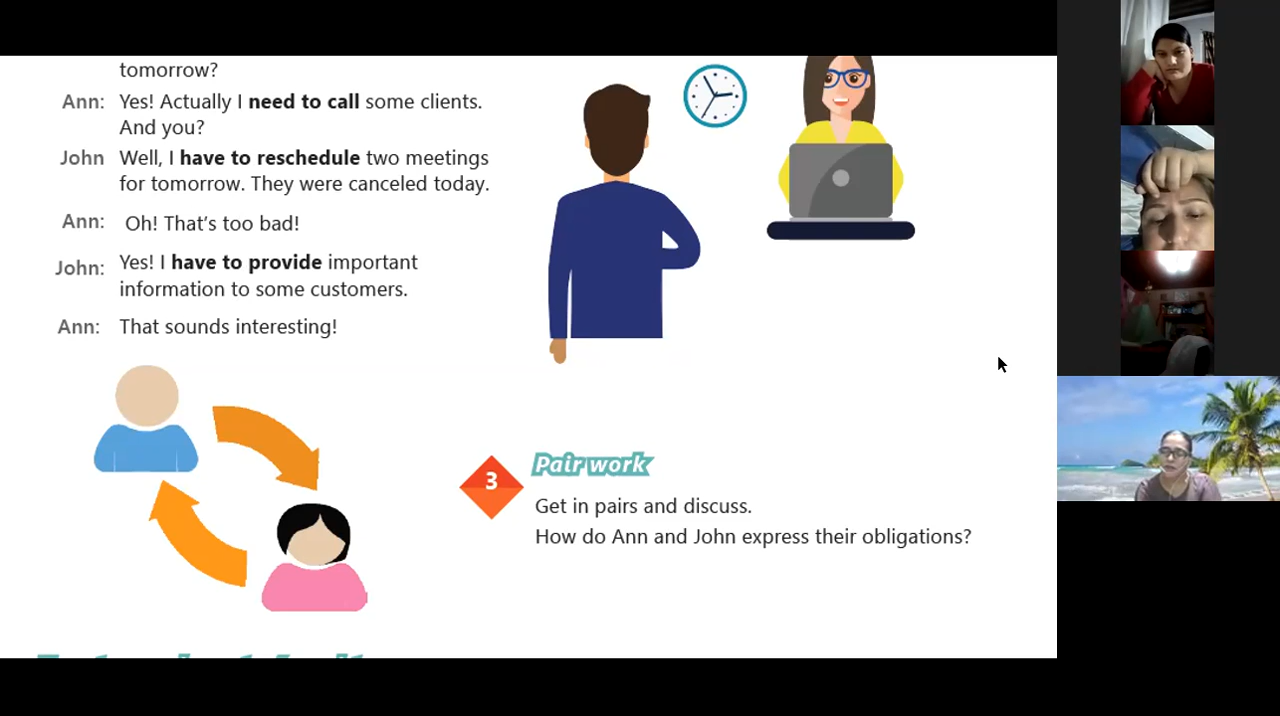 tomorrow?
Ann: Yes! Actually I need to call some clients.
And you?
John Well, I have to reschedule two meetings
for tomorrow. They were canceled today.
Ann: Oh! That's too bad!
John: Yes! I have to provide important
information to some customers.
Ann: That sounds interesting!
3 Pair work
Get in pairs and discuss.
How do Ann and John express their obligations?